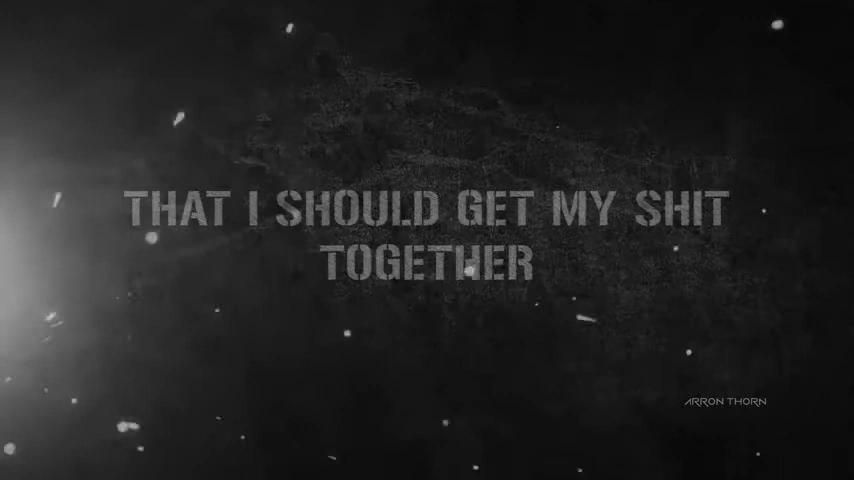 THAT I SHOULD GET MY SHIT
TOGETHER
ARRON THORN